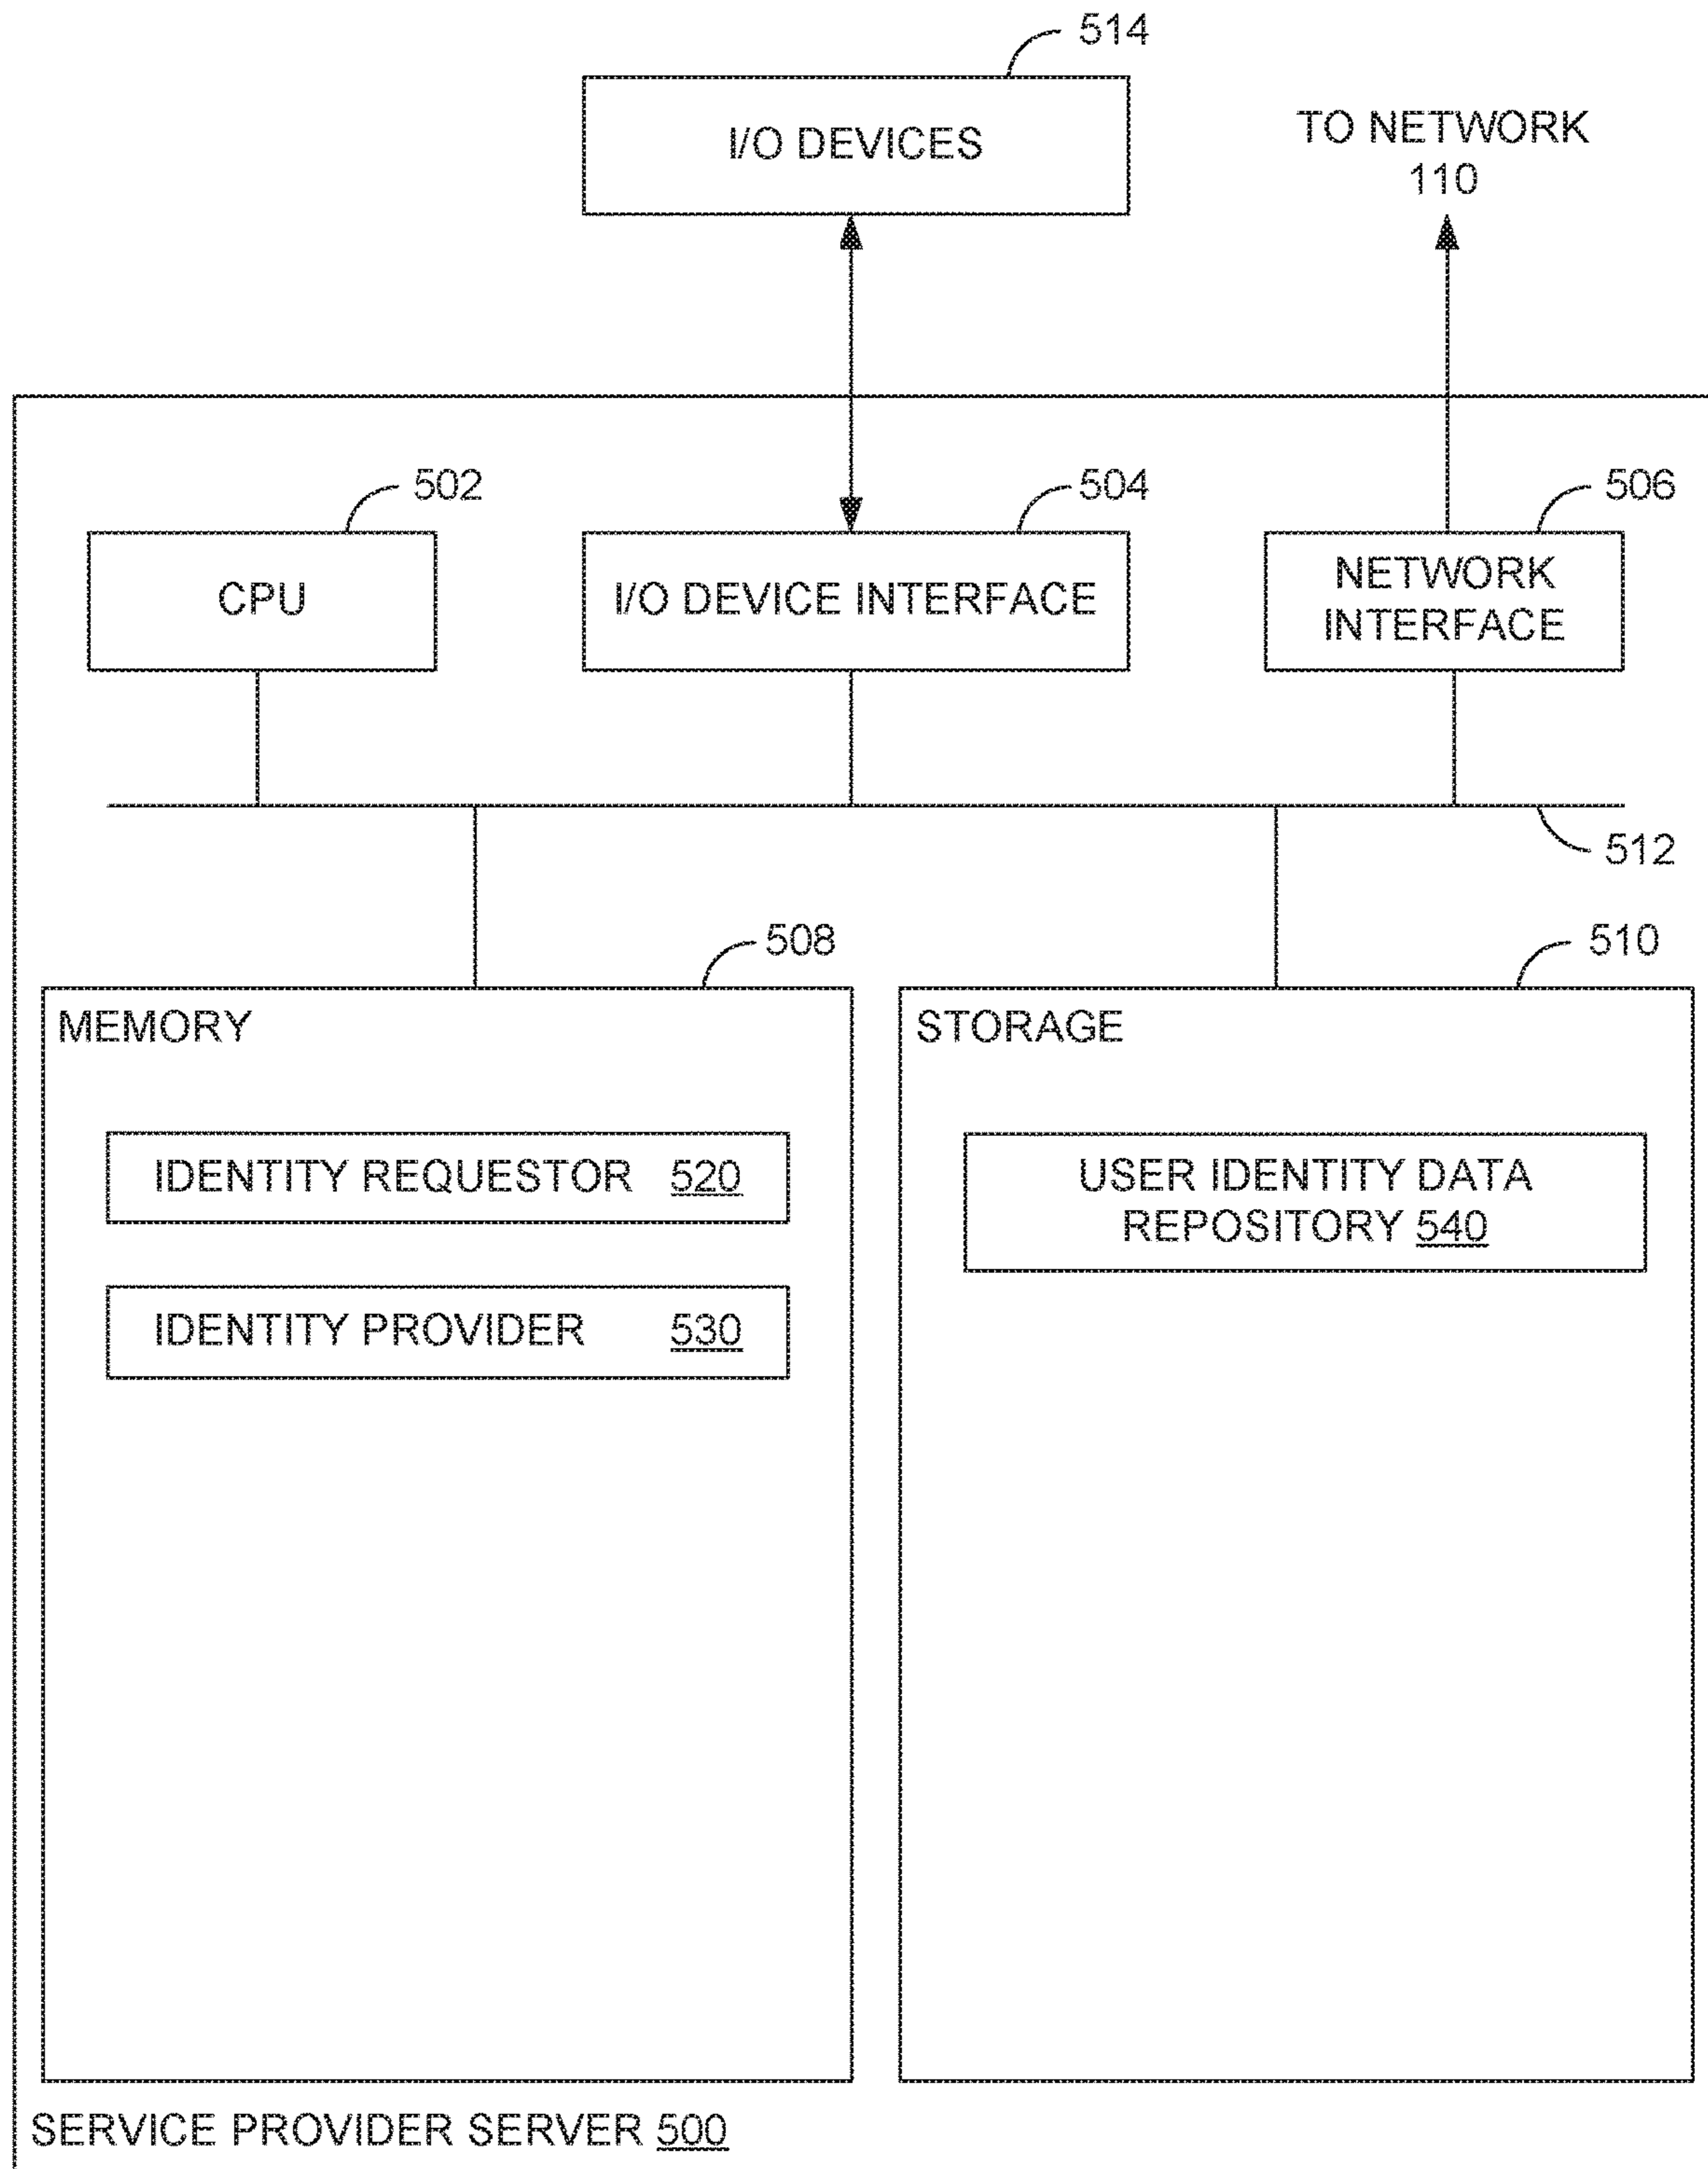 514
I/O DEVICES
TO NETWORK
110
502
504
506
CPU
I/O DEVICE INTERFACE
NETWORK
INTERFACE
512
508
510
MEMORY
STORAGE
IDENTITY REQUESTOR 520
USER IDENTITY DATA
REPOSITORY 540
IDENTITY PROVIDER 530
SERVICE PROVIDER SERVER 500